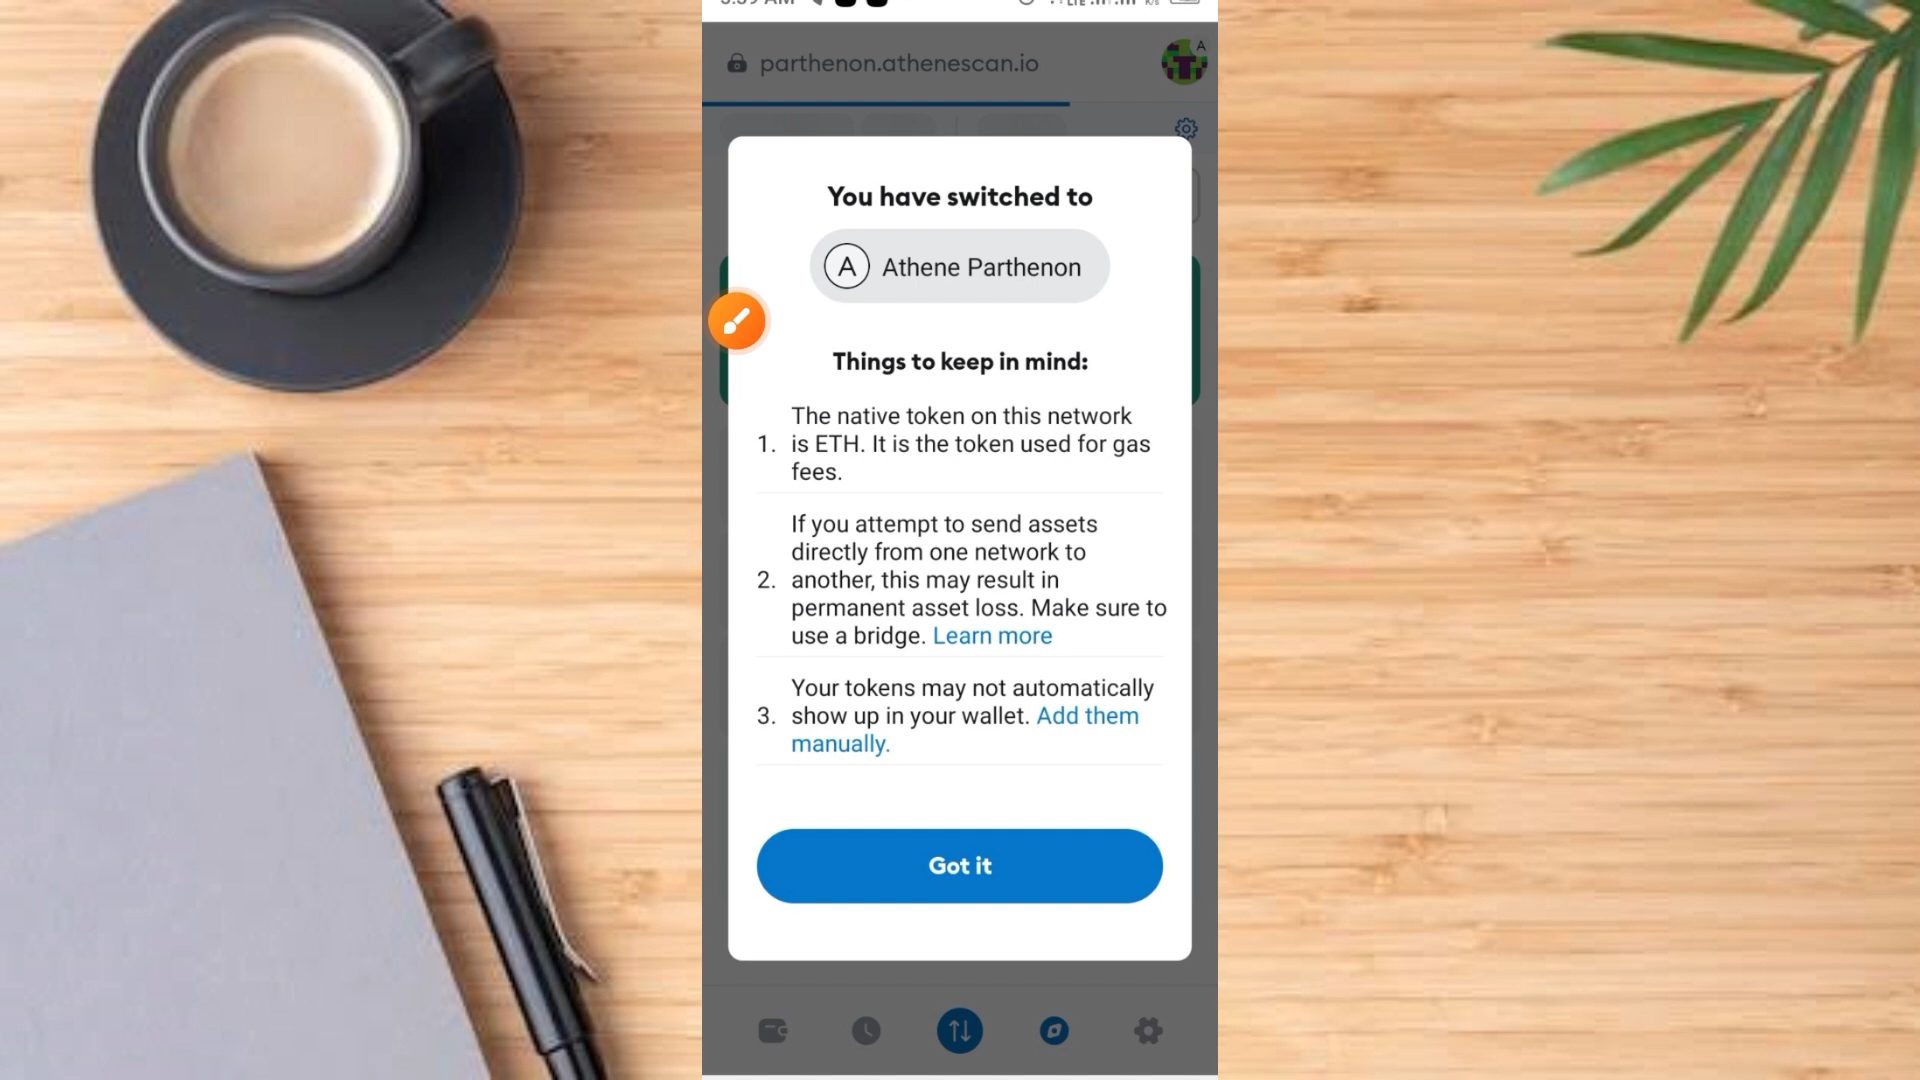 parthenon.athenescan.io
A
You have switched to
A Athene Parthenon
Things to keep in mind:
The native token on this network
1. is ETH. It is the token used for gas
fees.
If you attempt to send assets
directly from one network to
2. another, this may result in
permanent asset loss. Make sure to
use a bridge. Learn more
Your tokens may not automatically
3. show up in your wallet. Add them
manually.
Got it